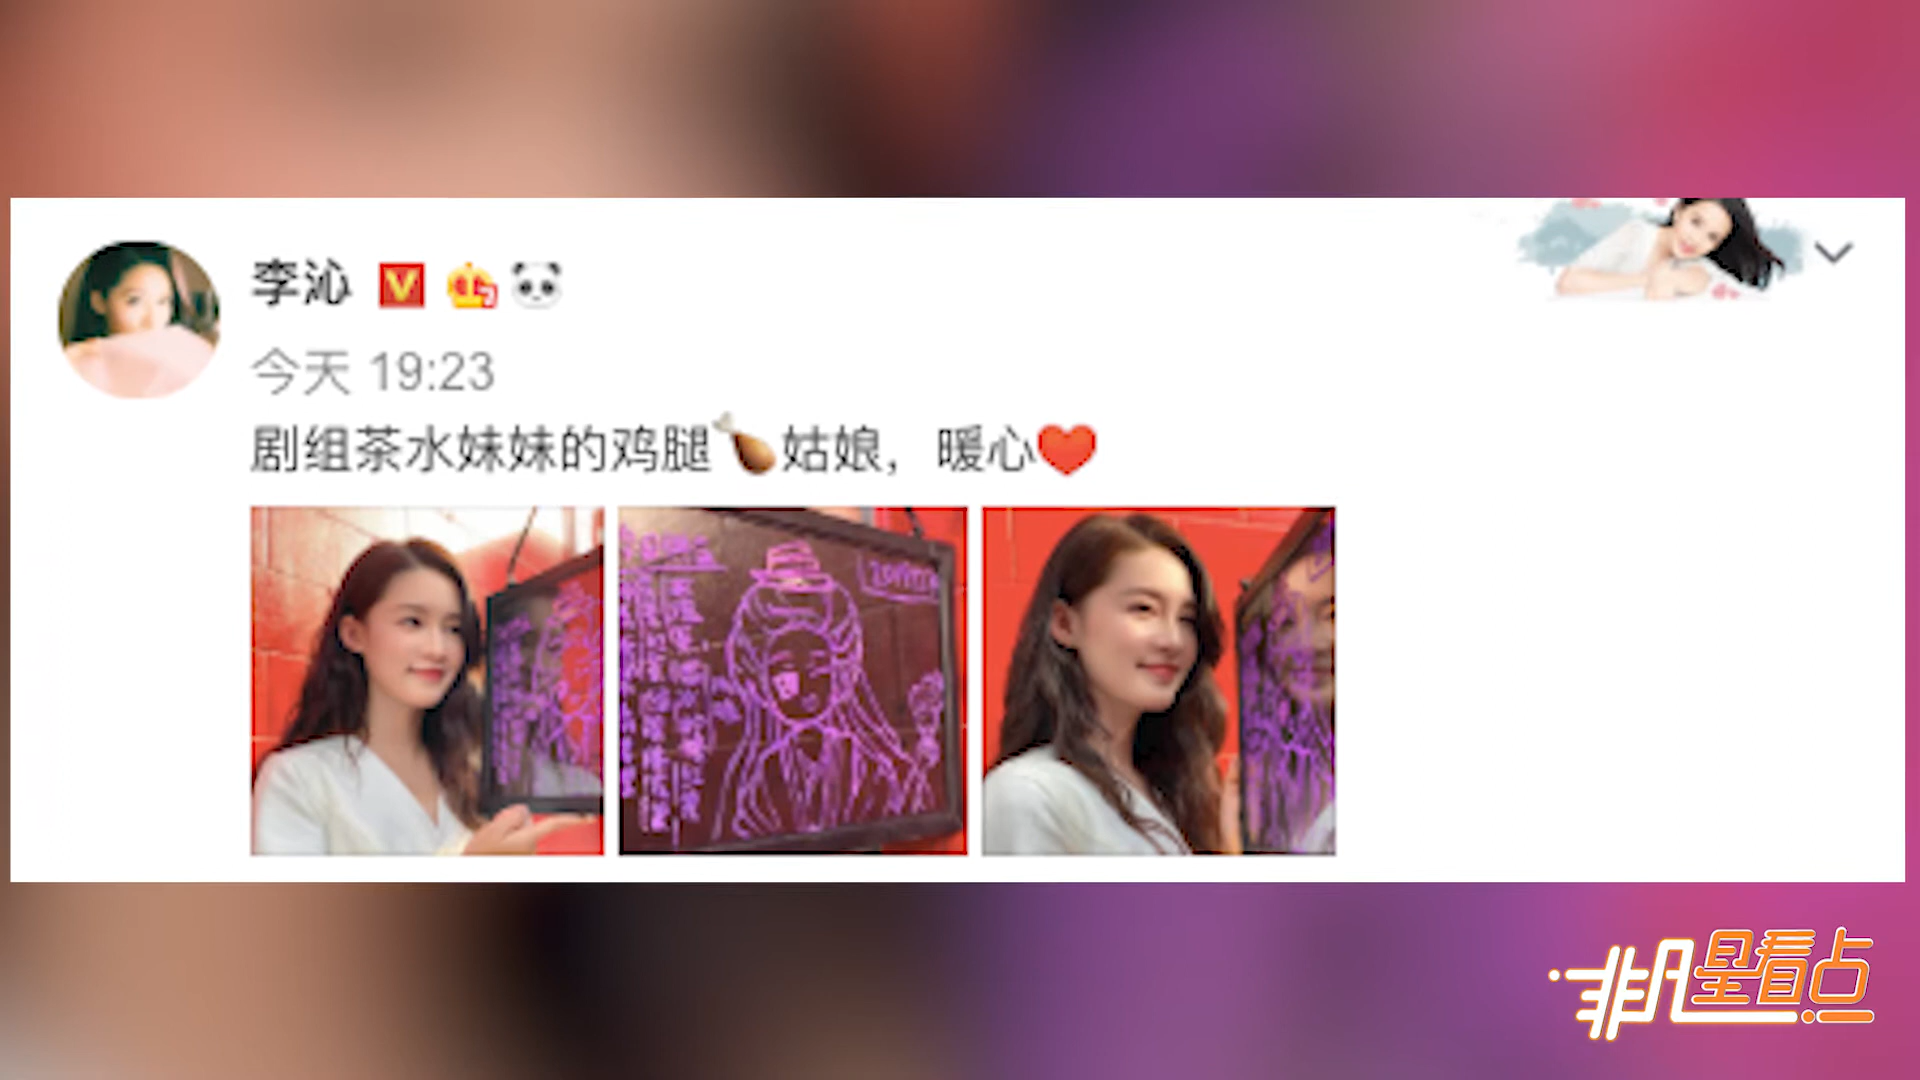 李沁
今天 19:23
剧组茶水妹妹的鸡腿🍗姑娘，暖心❤️
非凡星看点